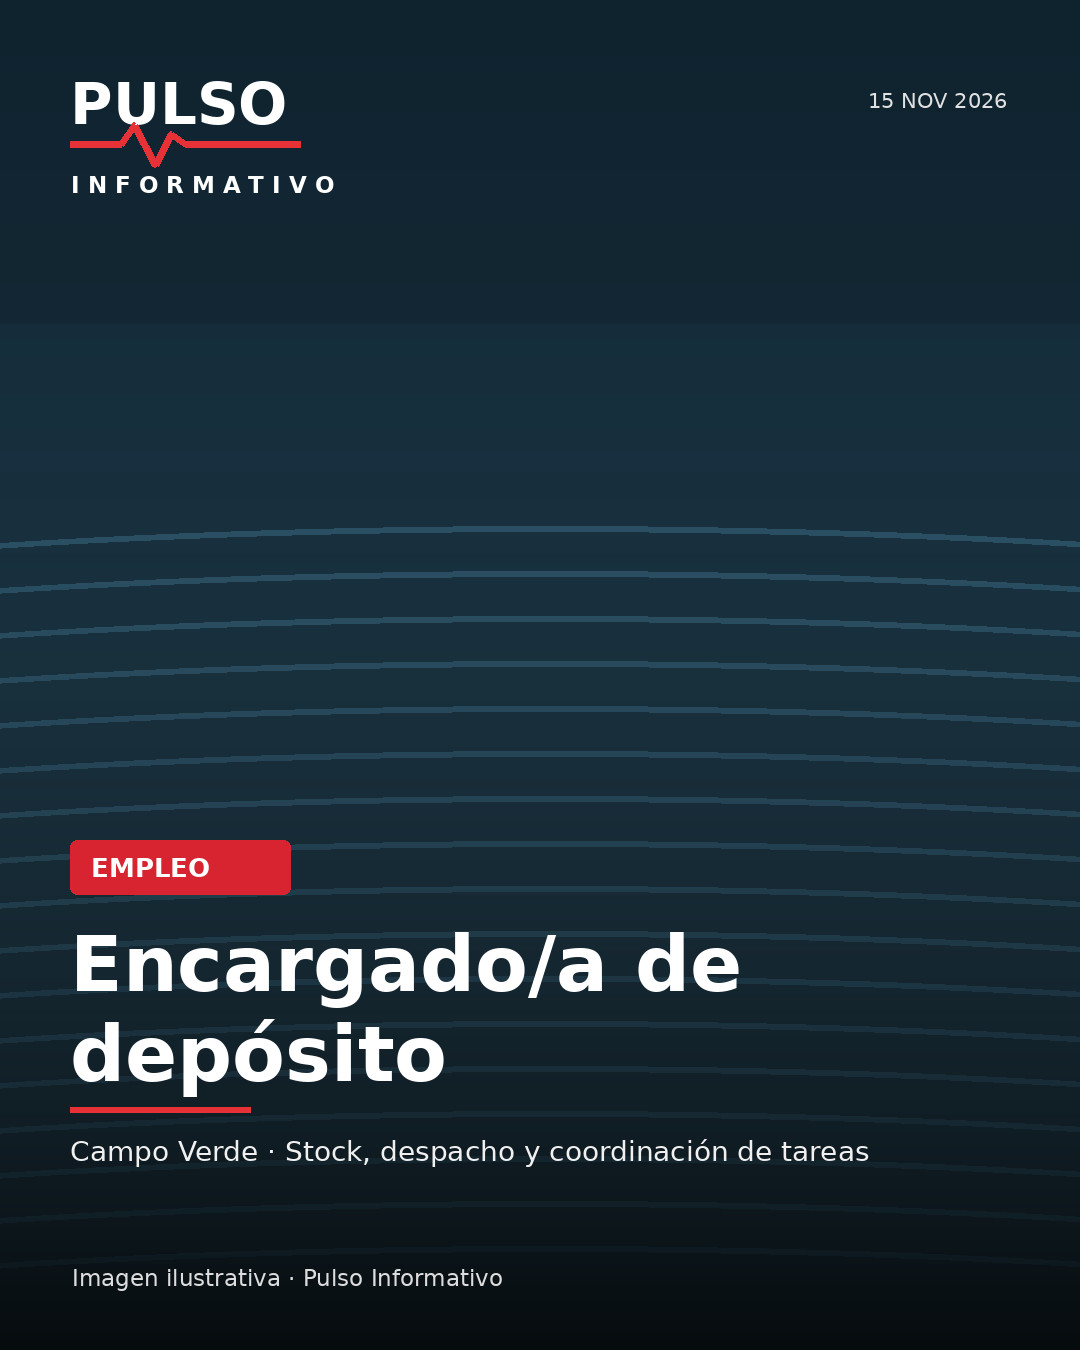 PULSO
INFORMATIVO
15 NOV 2026
EMPLEO
Encargado/a de
depósito
Campo Verde · Stock, despacho y coordinación de tareas
Imagen ilustrativa · Pulso Informativo